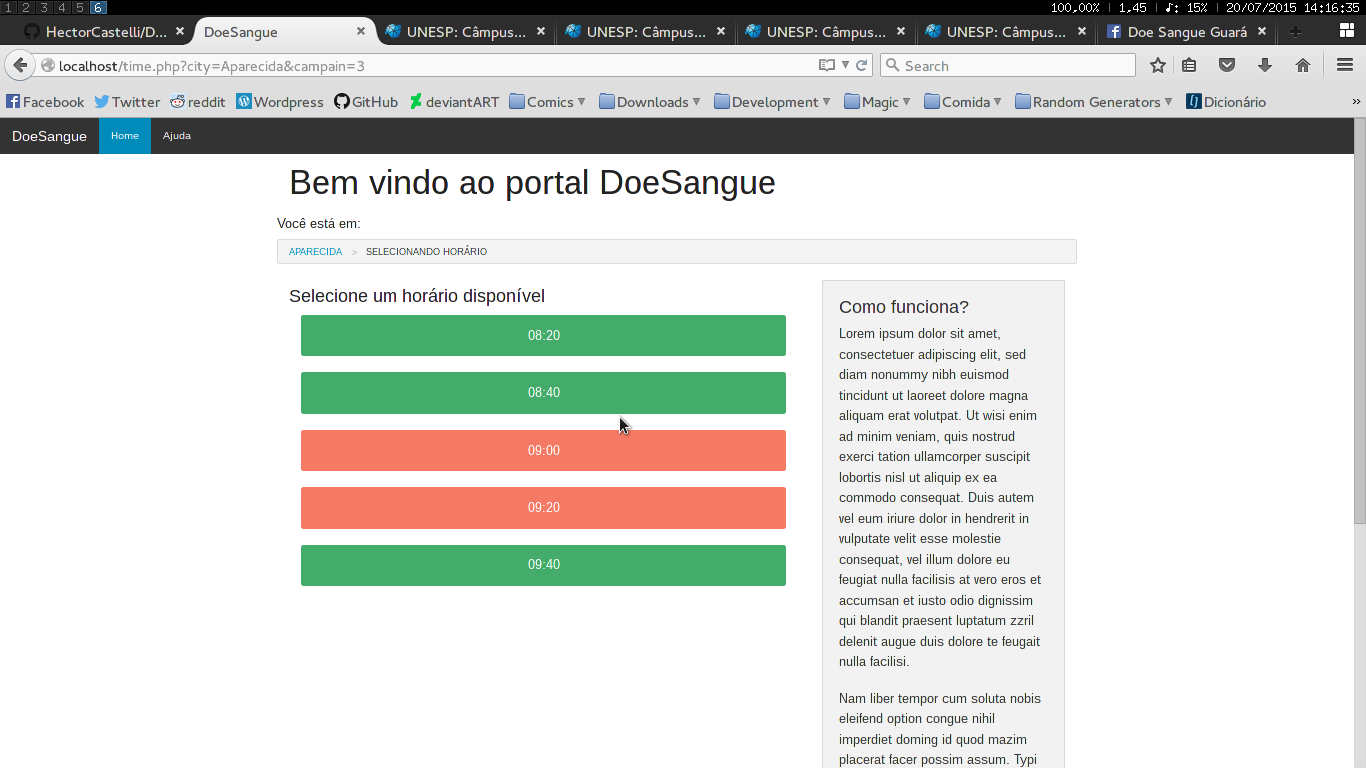 1 2 3 4 5 6
100,00% | 1.45 | ♪: 15% | 20/07/2015 14:16:35
HectorCastelli/D... × DoeSangue × UNESP: Câmpus... × UNESP: Câmpus... × UNESP: Câmpus... × UNESP: Câmpus... × Doe Sangue Guará × +
localhost/time.php?city=Aparecida&campain=3
Search
Facebook Twitter reddit Wordpress GitHub deviantART Comics Downloads Development Magic Comida Random Generators Dicionário »
DoeSangue Home Ajuda
Bem vindo ao portal DoeSangue
Você está em:
APARECIDA > SELECIONANDO HORÁRIO
Selecione um horário disponível
08:20
08:40
09:00
09:20
09:40
Como funciona?
Lorem ipsum dolor sit amet,
consectetuer adipiscing elit, sed
diam nonummy nibh euismod
tincidunt ut laoreet dolore magna
aliquam erat volutpat. Ut wisi enim
ad minim veniam, quis nostrud
exerci tation ullamcorper suscipit
lobortis nisl ut aliquip ex ea
commodo consequat. Duis autem
vel eum iriure dolor in hendrerit in
vulputate velit esse molestie
consequat, vel illum dolore eu
feugiat nulla facilisis at vero eros et
accumsan et iusto odio dignissim
qui blandit praesent luptatum zzril
delenit augue duis dolore te feugait
nulla facilisi.
Nam liber tempor cum soluta nobis
eleifend option congue nihil
imperdiet doming id quod mazim
placerat facer possim assum. Typi